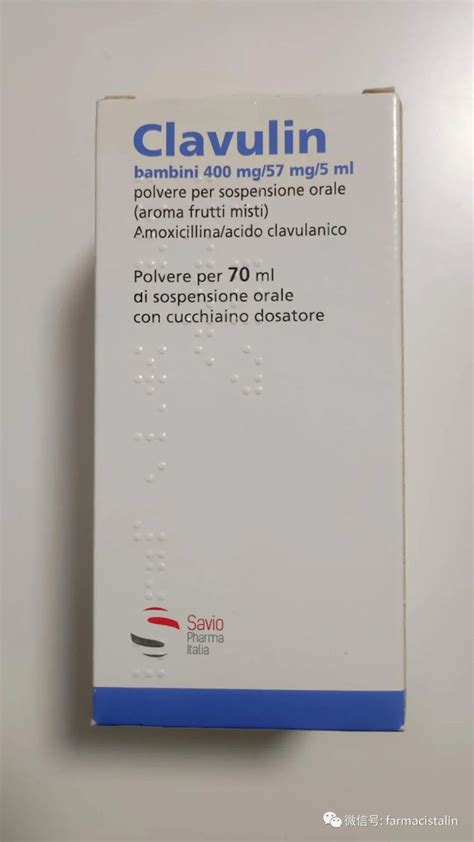 Clavulin
bambini 400 mg/57 mg/5 ml
polvere per sospensione orale
(aroma frutti misti)
Amoxicillina/acido clavulanico
Polvere per 70 ml
di sospensione orale
con cucchiaino dosatore
Savio
Pharma
Italia
微信号: farmacistalin